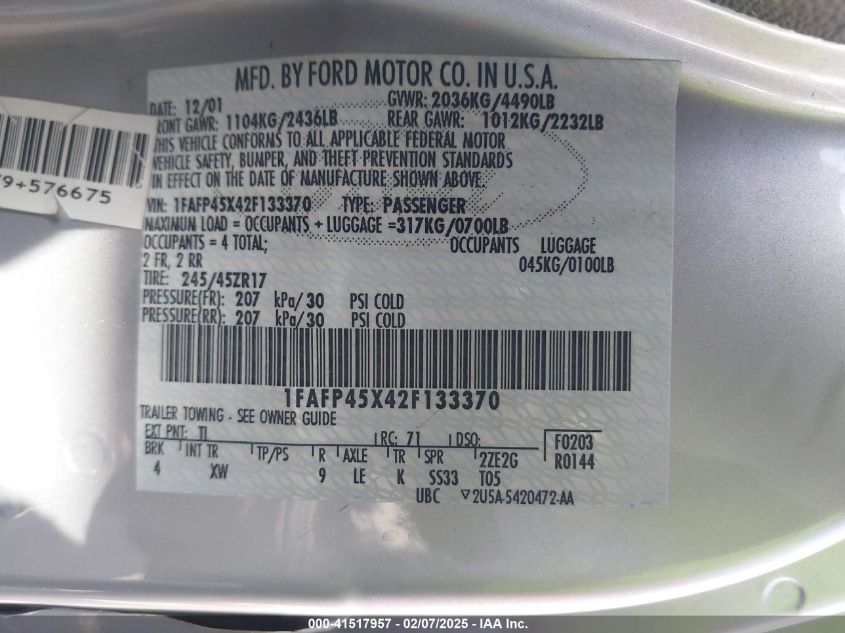 MFD. BY FORD MOTOR CO. IN U.S.A.
DATE: 12/01 GVWR: 2036KG/4490LB
FRONT GAWR: 1104KG/2436LB REAR GAWR: 1012KG/2232LB
THIS VEHICLE CONFORMS TO ALL APPLICABLE FEDERAL MOTOR
VEHICLE SAFETY, BUMPER, AND THEFT PREVENTION STANDARDS
IN EFFECT ON THE DATE OF MANUFACTURE SHOWN ABOVE.
9+576675
VIN: 1FAFP45X42F133370 TYPE: PASSENGER
MAXIMUM LOAD = OCCUPANTS + LUGGAGE =317KG/0700LB
OCCUPANTS = 4 TOTAL; OCCUPANTS LUGGAGE
2 FR, 2 RR 045KG/0100LB
TIRE: 245/45ZR17
PRESSURE(FR): 207 kPa/30 PSI COLD
PRESSURE(RR): 207 kPa/30 PSI COLD
1FAFP45X42F133370
TRAILER TOWING - SEE OWNER GUIDE
EXT PNT: TL RC: 71 DSO: F0203
BRK INT TR TP/PS R AXLE TR SPR 2ZE2G R0144
4 XW 9 LE K SS33 T05
UBC ▽2U5A-5420472-AA
000-41517957 - 02/07/2025 - IAA Inc.